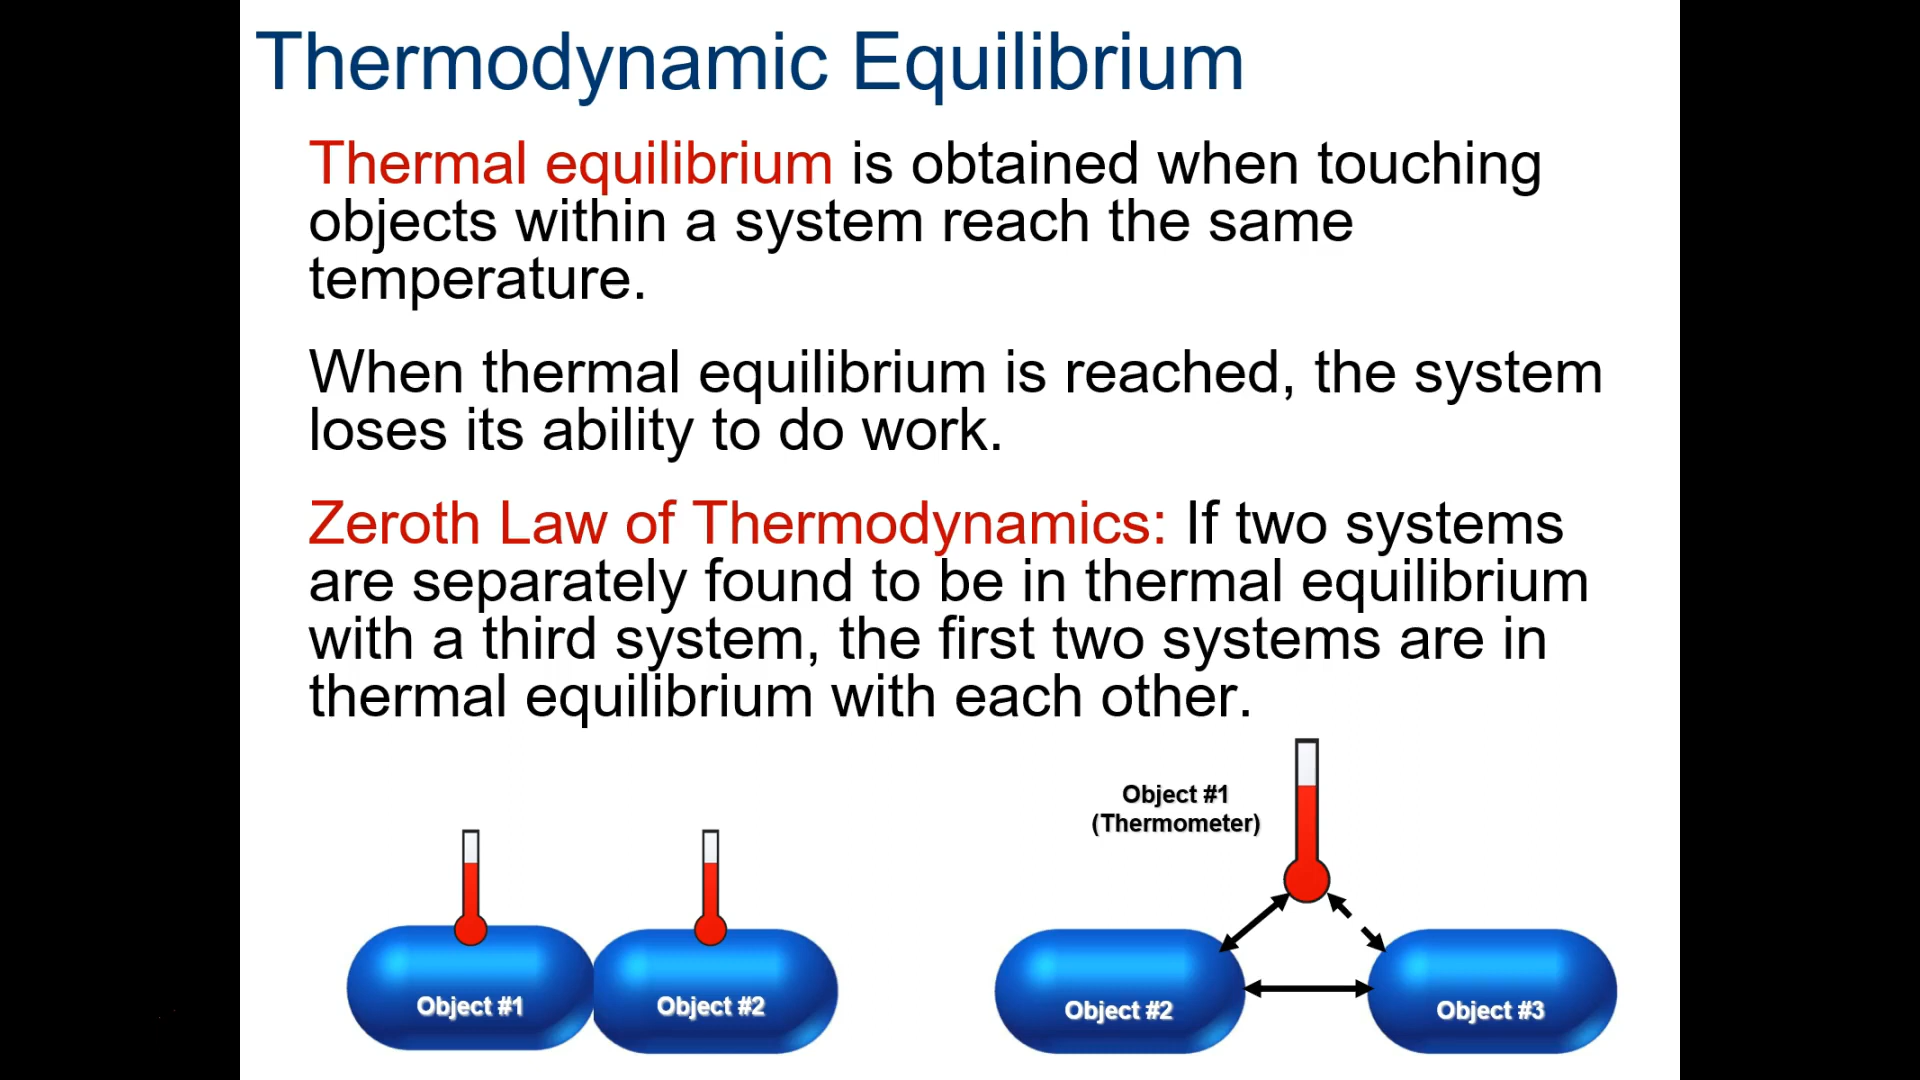 Thermodynamic Equilibrium
Thermal equilibrium is obtained when touching
objects within a system reach the same
temperature.
When thermal equilibrium is reached, the system
loses its ability to do work.
Zeroth Law of Thermodynamics: If two systems
are separately found to be in thermal equilibrium
with a third system, the first two systems are in
thermal equilibrium with each other.
Object #1
Object #2
Object #1
(Thermometer)
Object #2
Object #3